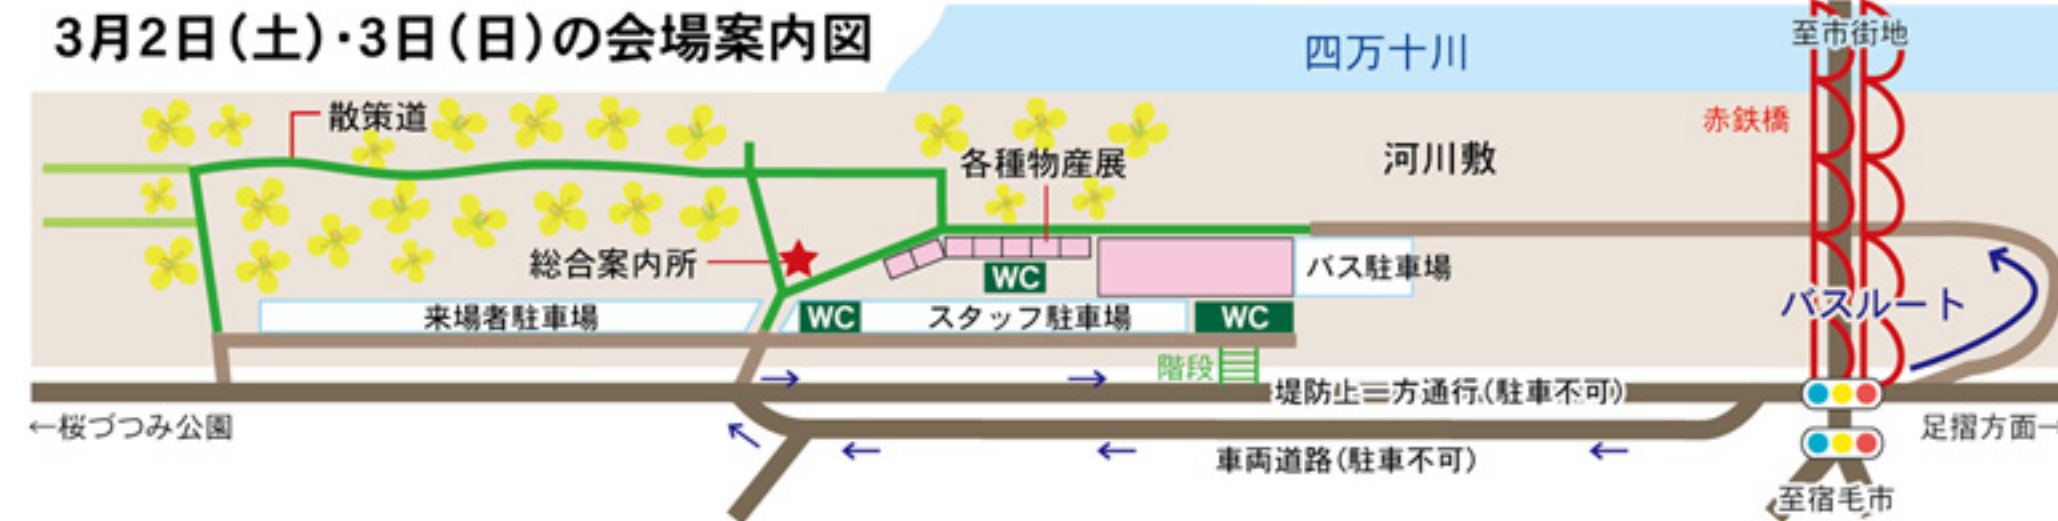 3月2日(土)･3日(日)の会場案内図
四万十川
至市街地
散策道
赤鉄橋
各種物産展
河川敷
総合案内所
WC
バス駐車場
バスルート
来場者駐車場
WC
スタッフ駐車場
WC
階段
堤防上一方通行(駐車不可)
←桜づつみ公園
足摺方面→
車両道路(駐車不可)
至宿毛市